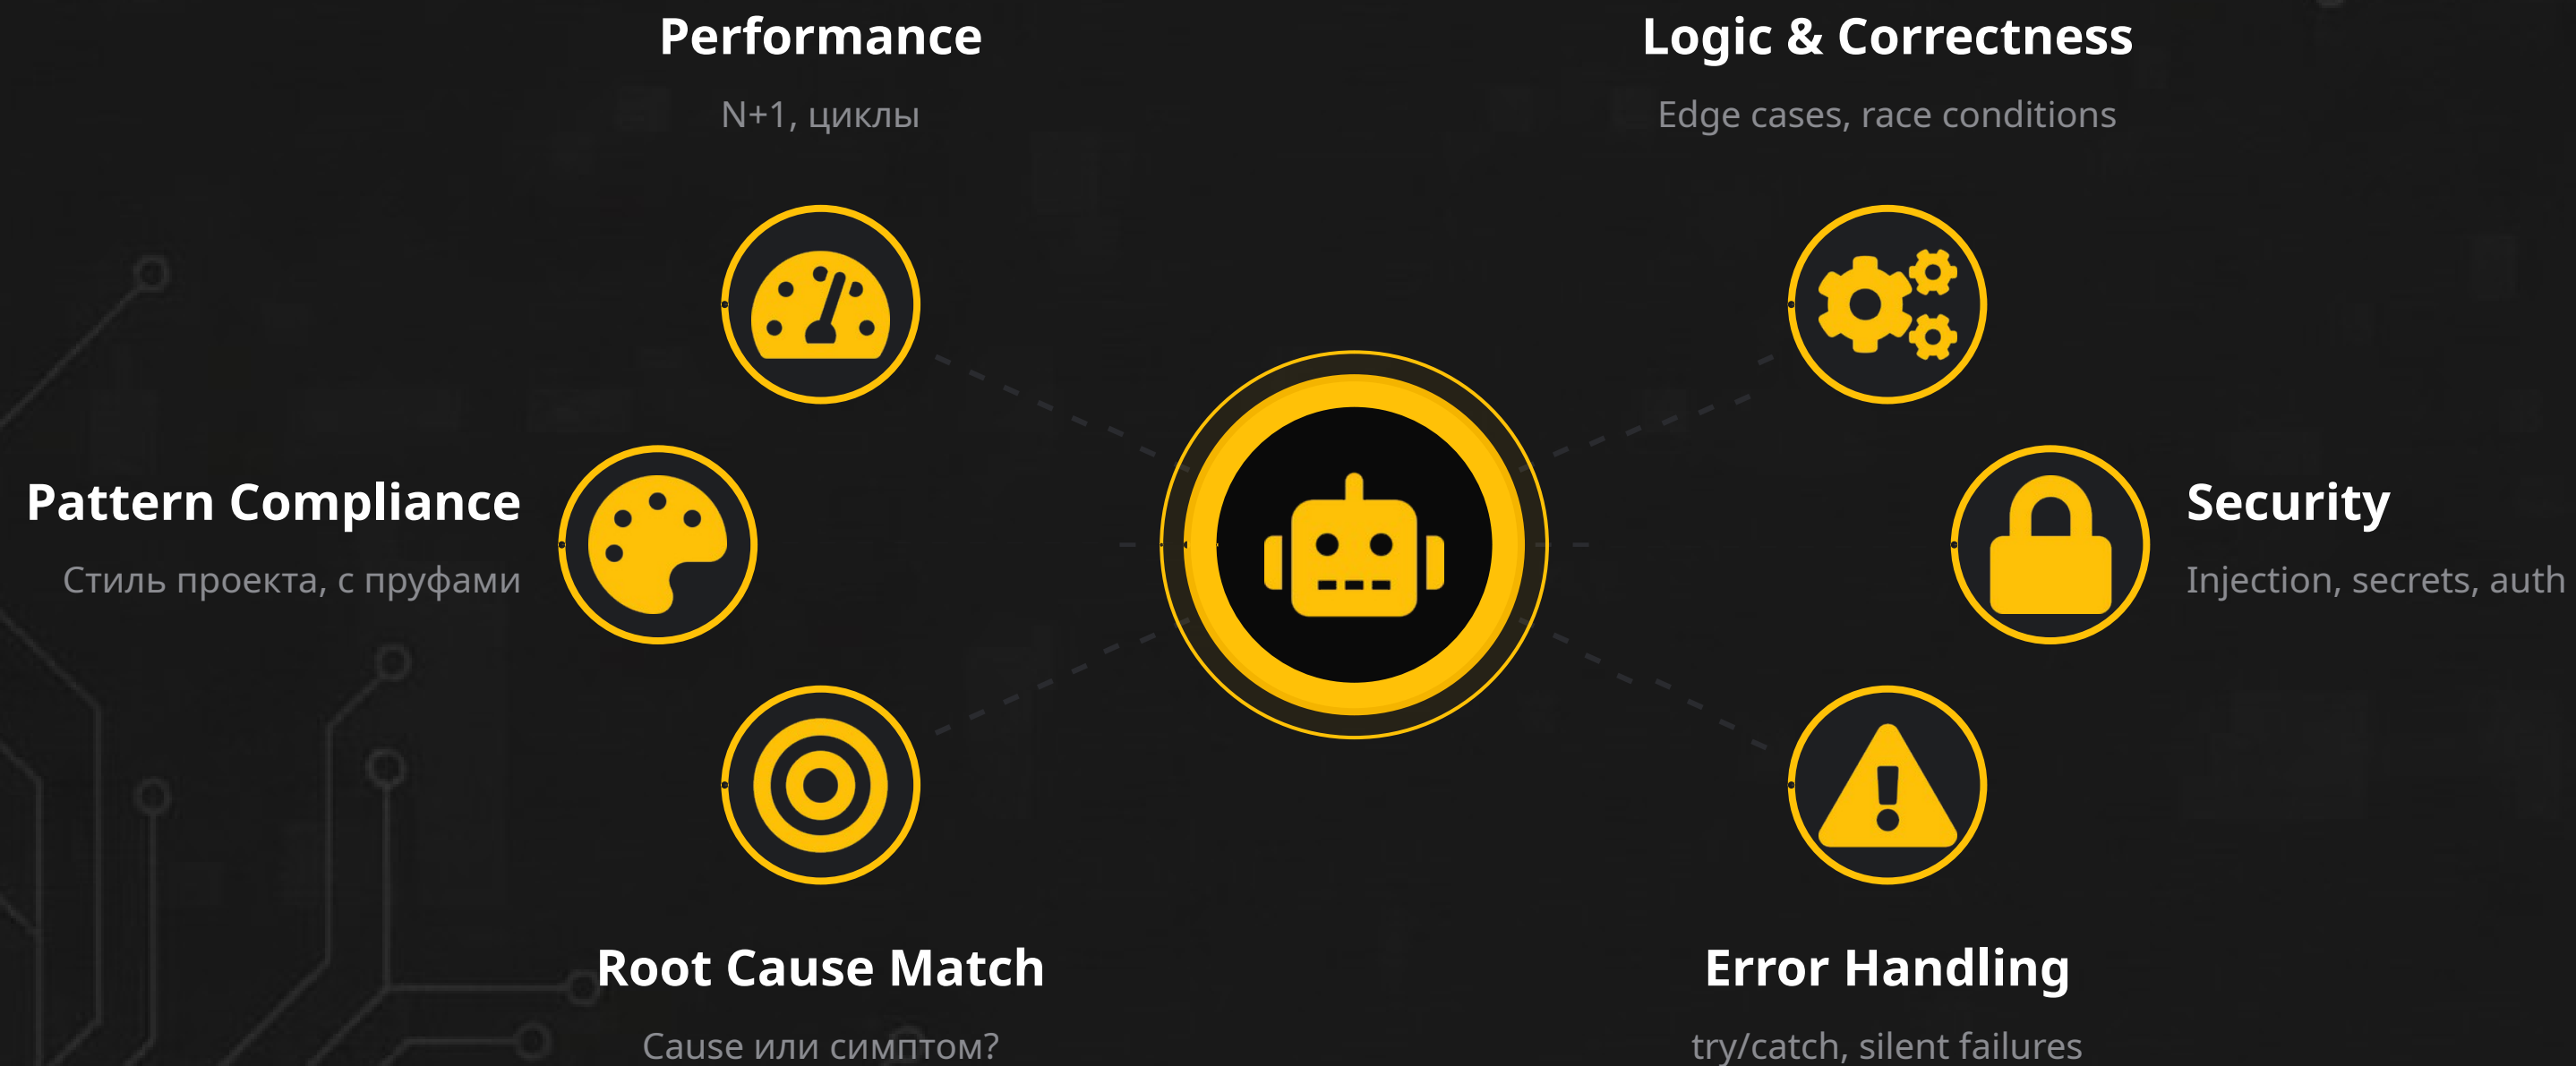 Performance
N+1, циклы
Logic & Correctness
Edge cases, race conditions
Pattern Compliance
Стиль проекта, с пруфами
Security
Injection, secrets, auth
Root Cause Match
Cause или симптом?
Error Handling
try/catch, silent failures